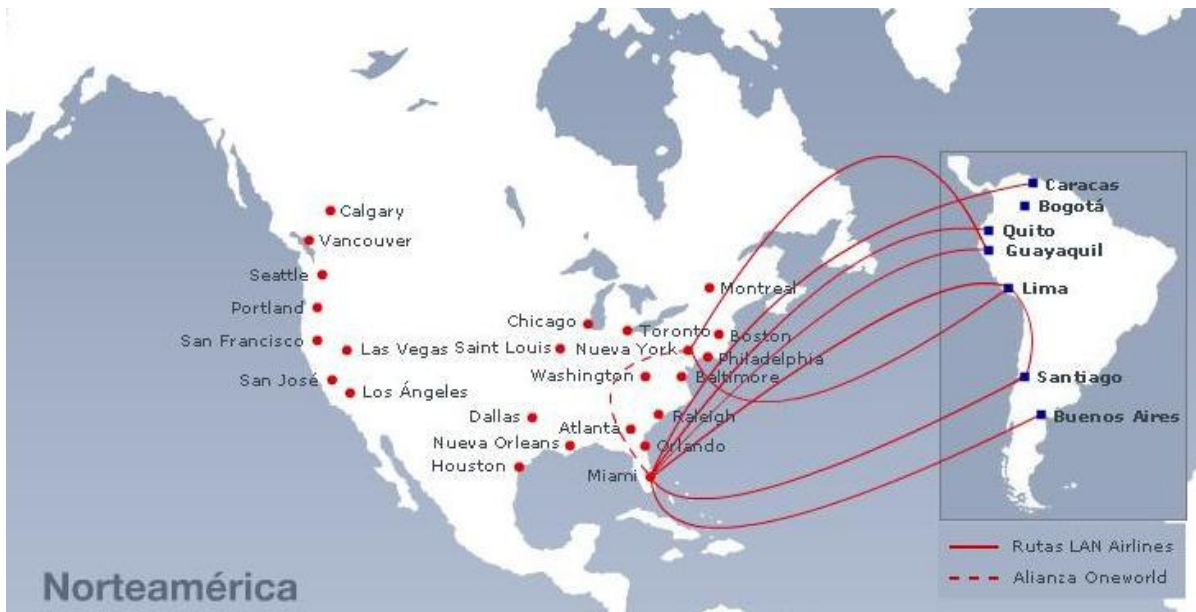 Calgary
Vancouver
Seattle
Portland
San Francisco
Las Vegas
San José
Los Ángeles
Chicago
Saint Louis
Dallas
Nueva Orleans
Houston
Montreal
Toronto
Boston
Nueva York
Philadelphia
Washington
Baltimore
Atlanta
Raleigh
Orlando
Miami
Caracas
Bogotá
Quito
Guayaquil
Lima
Santiago
Buenos Aires
Rutas LAN Airlines
Alianza Oneworld
Norteamérica